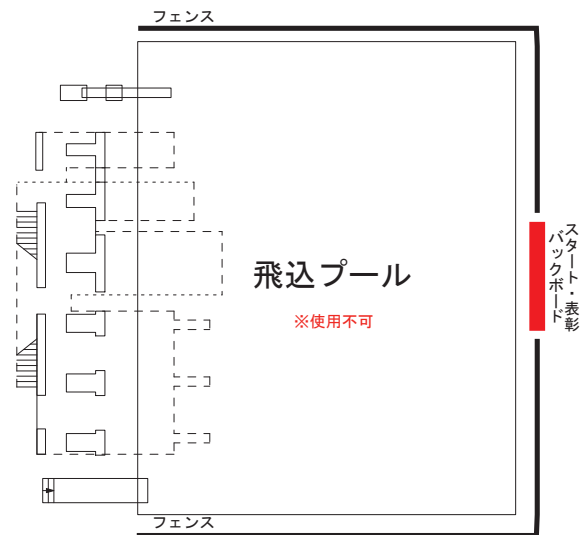 フェンス
飛込プール
※使用不可
スタート・表彰
バックボード
フェンス